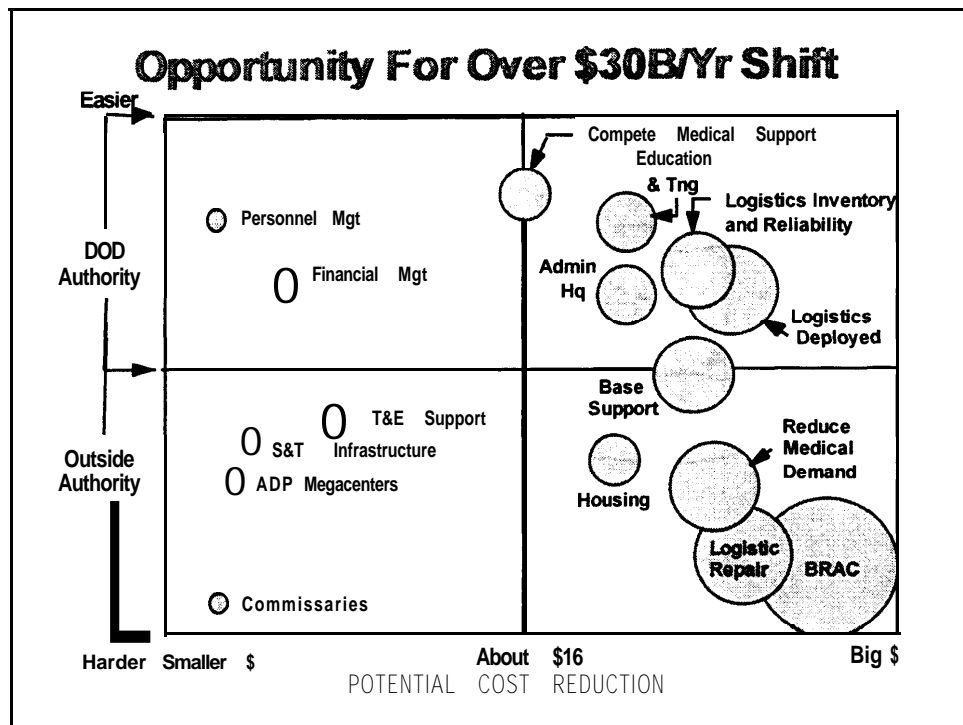 Opportunity For Over $30B/Yr Shift
Easier
Compete Medical Support
Education
& Tng
Logistics Inventory
and Reliability
Personnel Mgt
DOD
Authority
Financial Mgt
Admin
Hq
Logistics
Deployed
Base
Support
T&E Support
S&T Infrastructure
Reduce
Medical
Demand
Outside
Authority
ADP Megacenters
Housing
Logistic
Repair
BRAC
Commissaries
Harder Smaller $
About $16
Big $
POTENTIAL COST REDUCTION